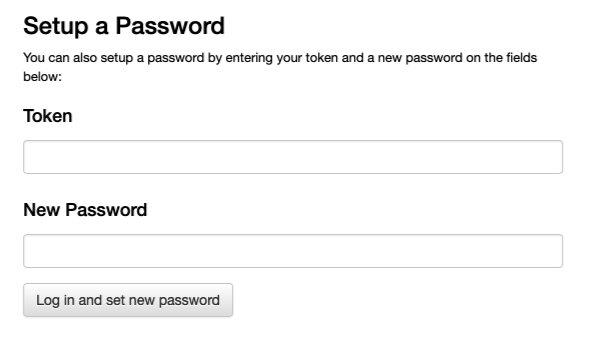 Setup a Password
You can also setup a password by entering your token and a new password on the fields
below:
Token
New Password
Log in and set new password